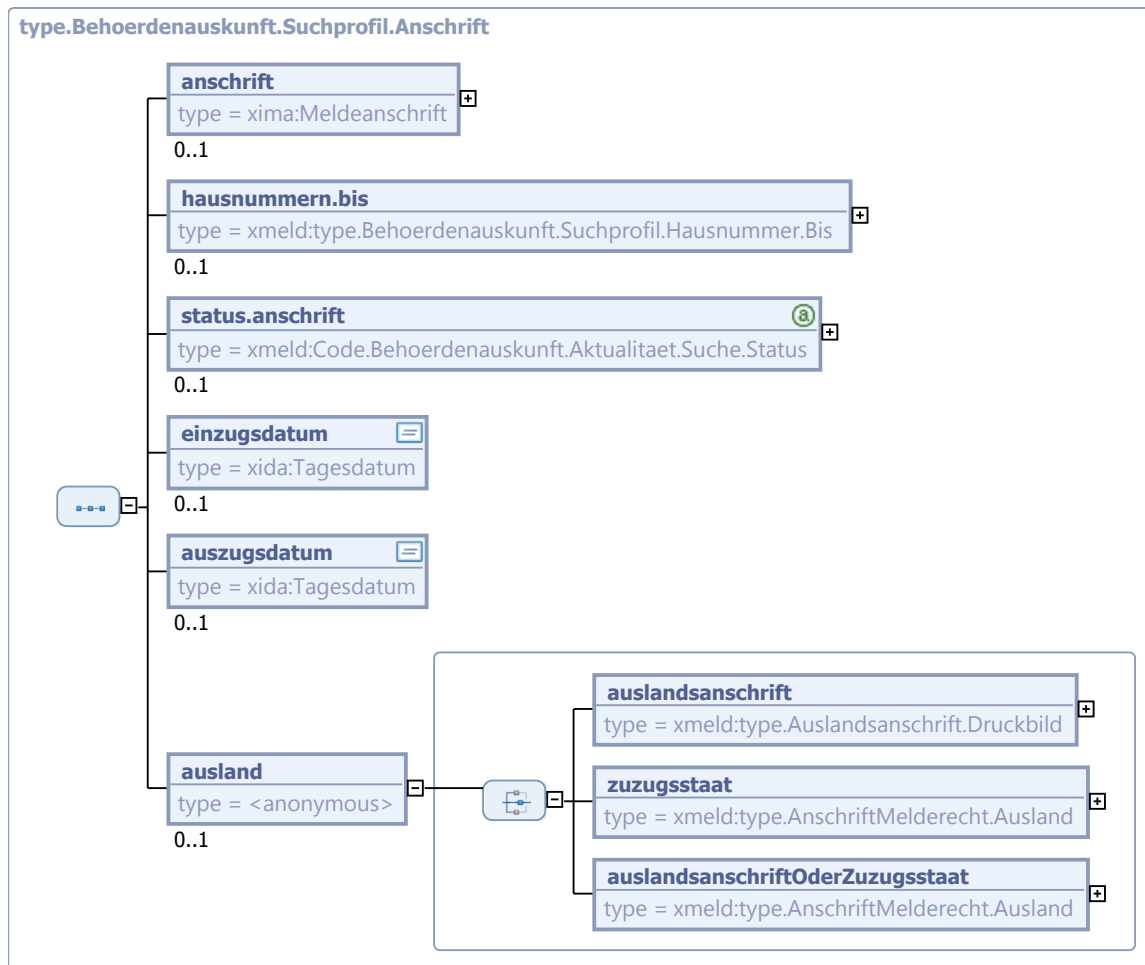 type.Behoerdenauskunft.Suchprofil.Anschrift
anschrift
type = xima:Meldeanschrift
0..1
hausnummern.bis
type = xmeld:type.Behoerdenauskunft.Suchprofil.Hausnummer.Bis
0..1
status.anschrift
type = xmeld:Code.Behoerdenauskunft.Aktualitaet.Suche.Status
0..1
einzugsdatum
type = xida:Tagesdatum
0..1
auszugsdatum
type = xida:Tagesdatum
0..1
ausland
type = <anonymous>
0..1
auslandsanschrift
type = xmeld:type.Auslandsanschrift.Druckbild
zuzugsstaat
type = xmeld:type.AnschriftMelderecht.Ausland
auslandsanschriftOderZuzugsstaat
type = xmeld:type.AnschriftMelderecht.Ausland